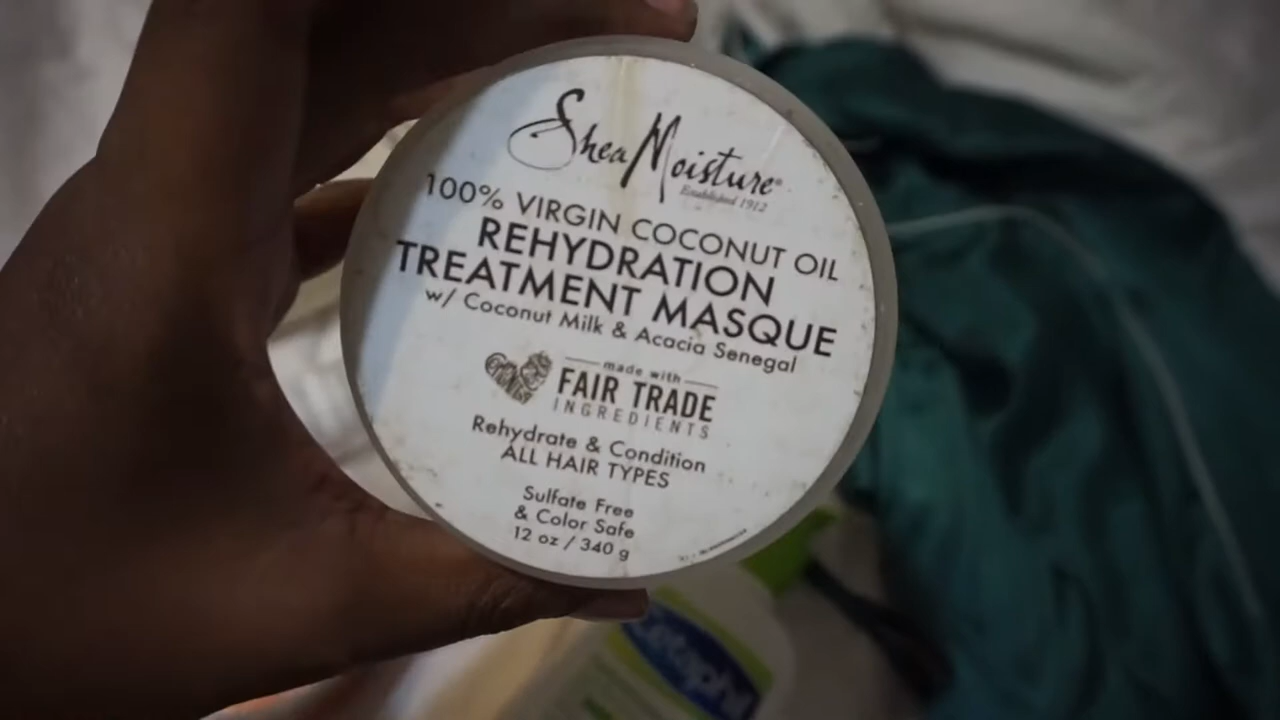 SheaMoisture®
Established 1912
100% VIRGIN COCONUT OIL
REHYDRATION
TREATMENT MASQUE
w/ Coconut Milk & Acacia Senegal
made with
FAIR TRADE
INGREDIENTS
Rehydrate & Condition
ALL HAIR TYPES
Sulfate Free
& Color Safe
12 oz / 340 g
Cetaphil